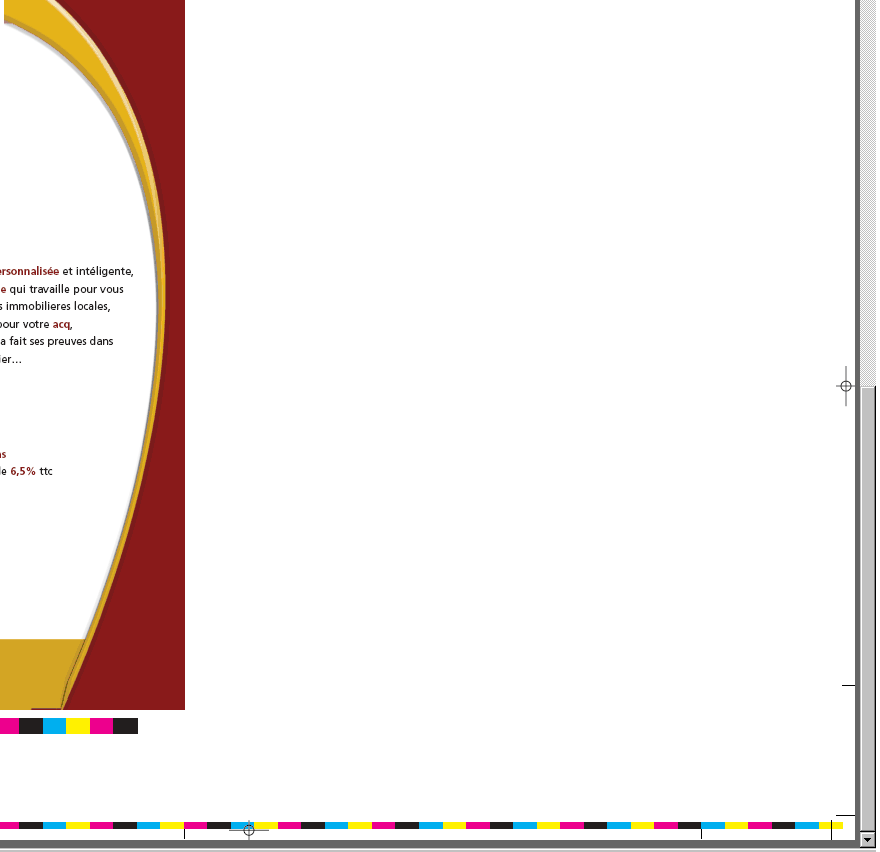 ersonnalisée et intéligente,
e qui travaille pour vous
s immobilieres locales,
pour votre acq,
a fait ses preuves dans
ier...
ns
le 6,5% ttc